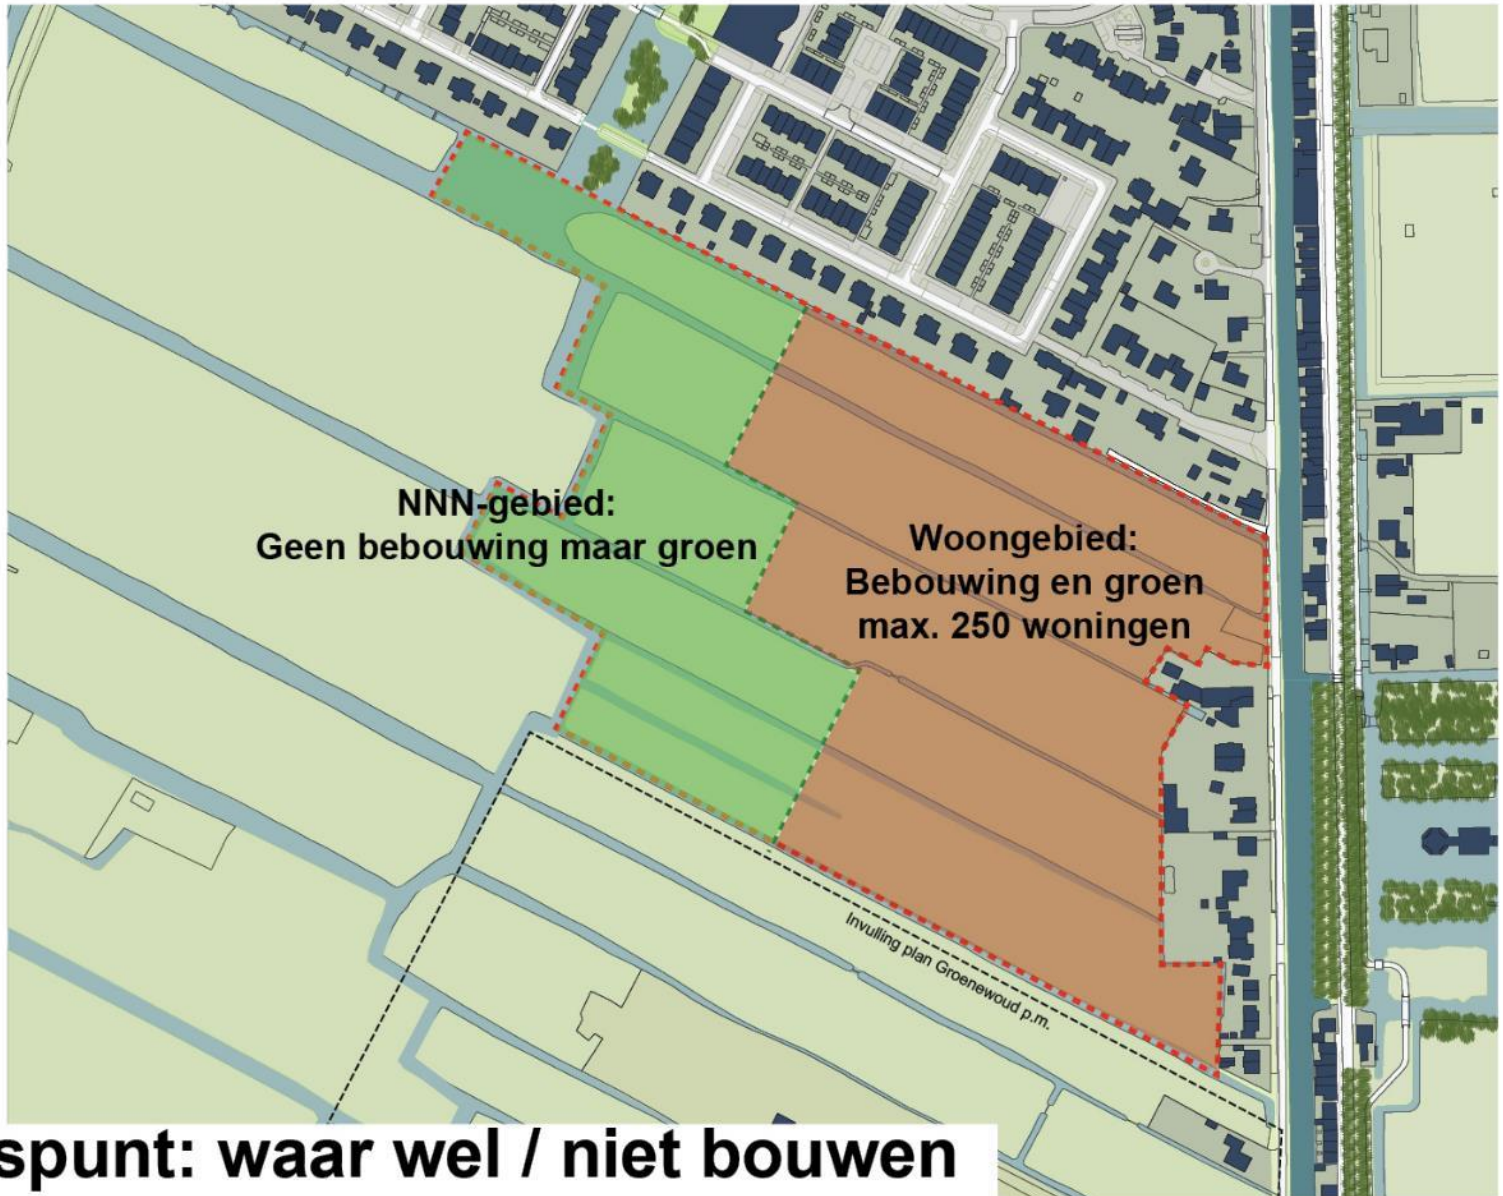 NNN-gebied:
Geen bebouwing maar groen
Woongebied:
Bebouwing en groen
max. 250 woningen
Invulling plan Groenewoud p.m.
spunt: waar wel / niet bouwen